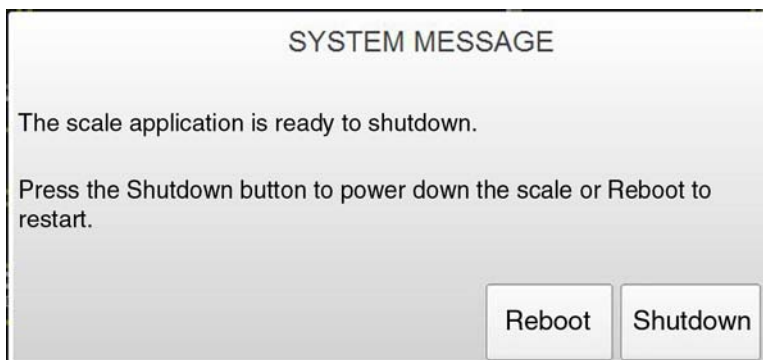 SYSTEM MESSAGE
The scale application is ready to shutdown.
Press the Shutdown button to power down the scale or Reboot to
restart.
Reboot
Shutdown